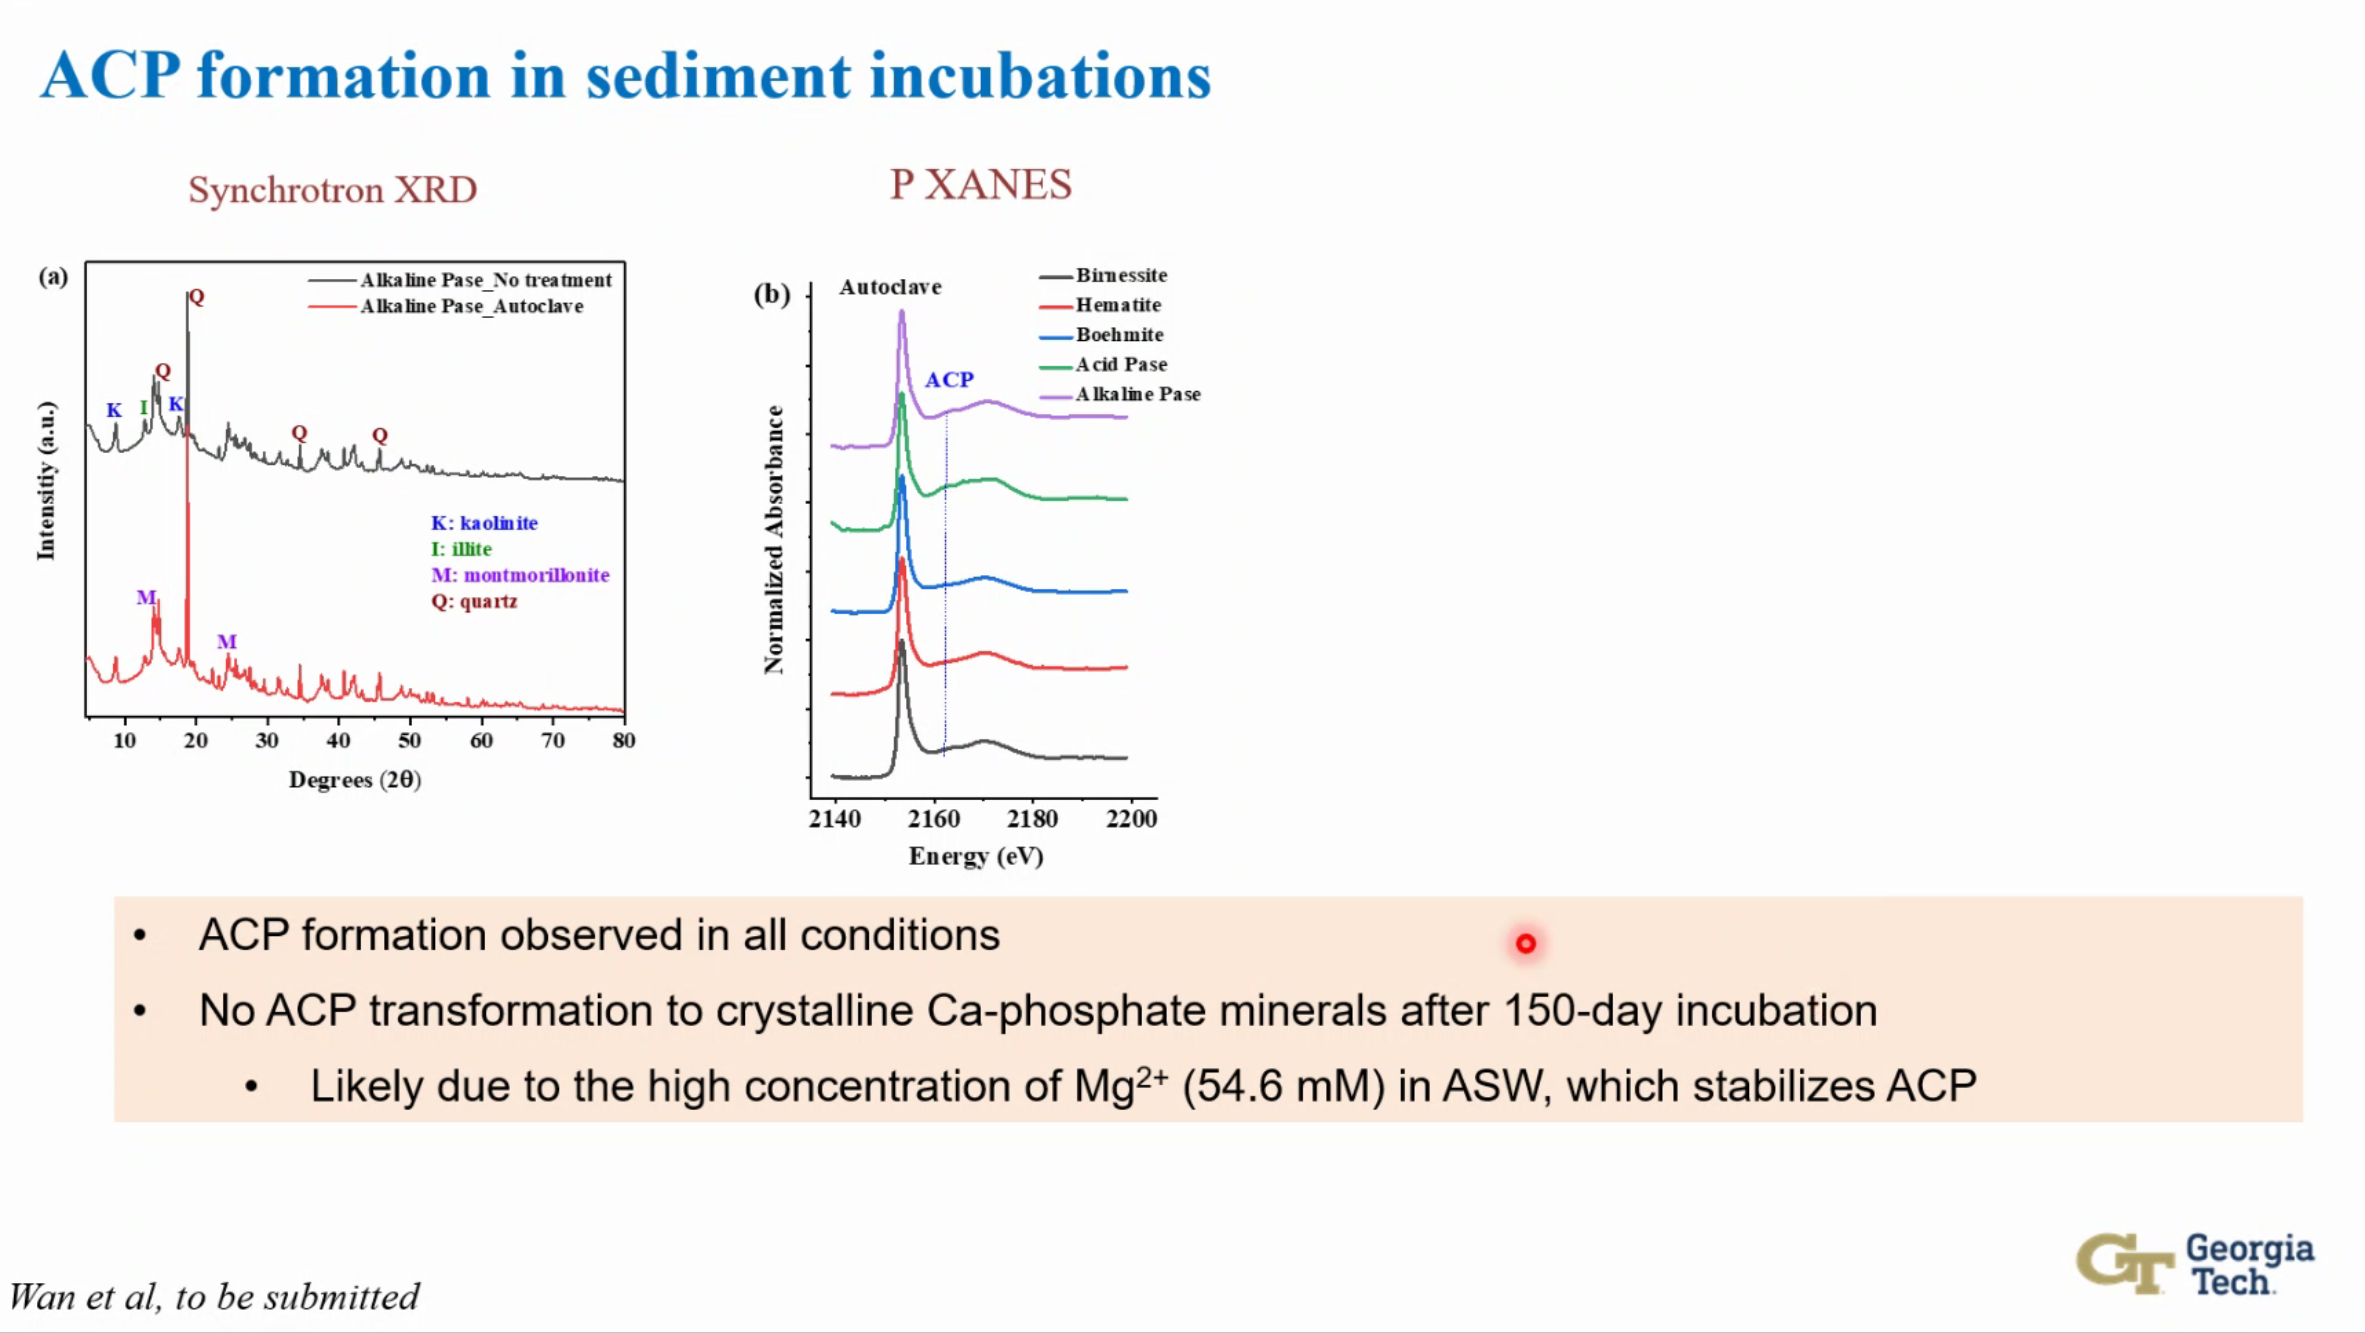 ACP formation in sediment incubations
Synchrotron XRD
P XANES
(a)
Alkaline Pase_No treatment
Alkaline Pase_Autoclave
Q
Q
K
I
K
Q
Q
K: kaolinite
I: illite
M: montmorillonite
Q: quartz
M
M
Intensitiy (a.u.)
10 20 30 40 50 60 70 80
Degrees (2θ)
(b)
Autoclave
Birnessite
Hematite
Boehmite
Acid Pase
Alkaline Pase
ACP
Normalized Absorbance
2140 2160 2180 2200
Energy (eV)
• ACP formation observed in all conditions
• No ACP transformation to crystalline Ca-phosphate minerals after 150-day incubation
• Likely due to the high concentration of Mg²⁺ (54.6 mM) in ASW, which stabilizes ACP
GT Georgia
Tech.
Wan et al, to be submitted